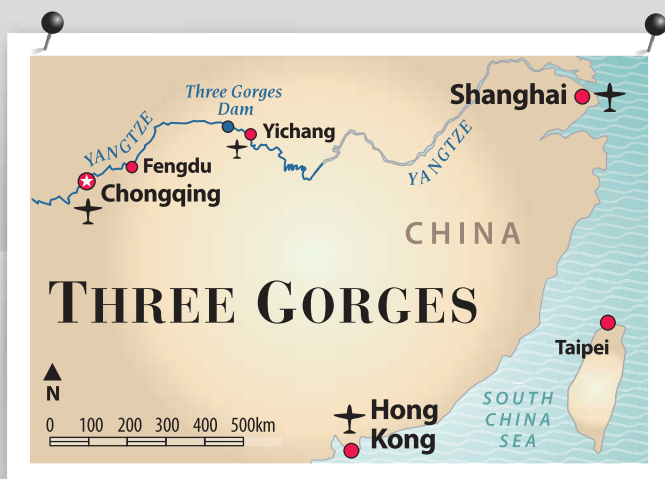 Three Gorges
Dam
Shanghai
YANGTZE
Yichang
Fengdu
YANGTZE
Chongqing
CHINA
THREE GORGES
Taipei
N
SOUTH
CHINA
SEA
Hong
Kong
0 100 200 300 400 500km